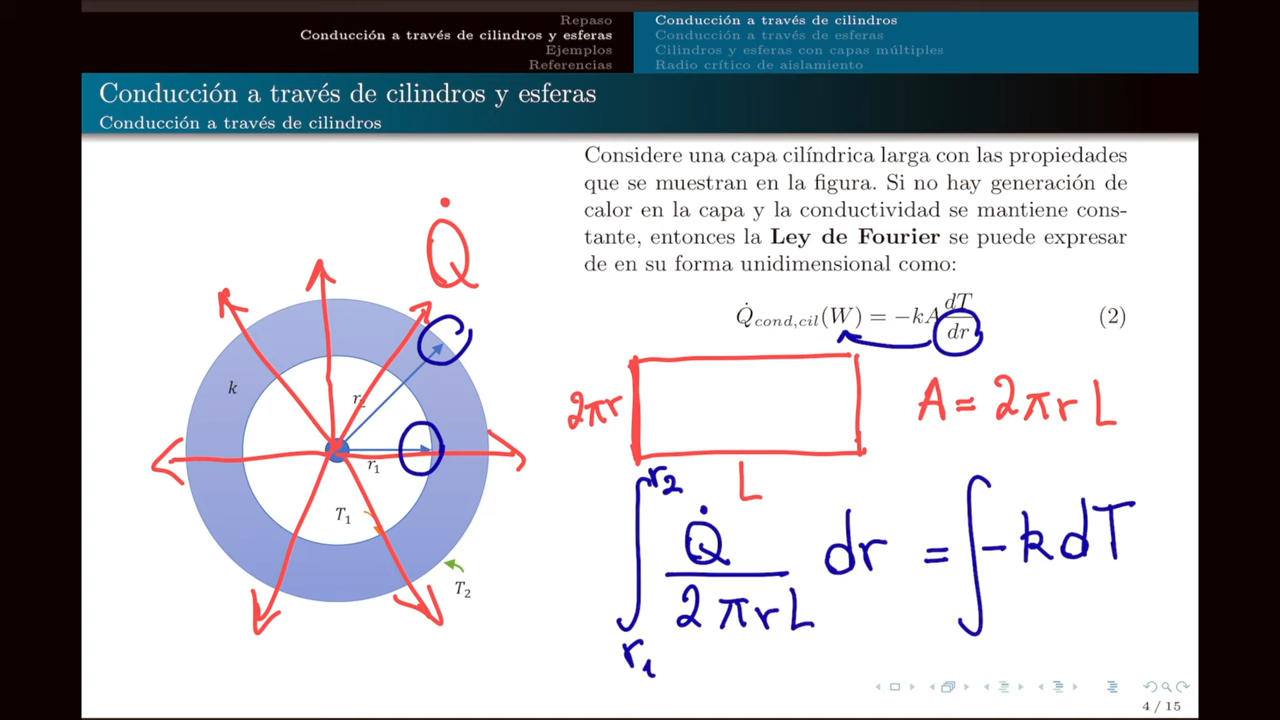 Repaso
Conducción a través de cilindros y esferas
Ejemplos
Referencias
Conducción a través de cilindros
Conducción a través de esferas
Cilindros y esferas con capas múltiples
Radio crítico de aislamiento
Conducción a través de cilindros y esferas
Conducción a través de cilindros
Considere una capa cilíndrica larga con las propiedades
que se muestran en la figura. Si no hay generación de
calor en la capa y la conductividad se mantiene cons-
tante, entonces la Ley de Fourier se puede expresar
de en su forma unidimensional como:
Q̇cond,cil(W) = −kA dT/dr (2)
Q̇
k
r2
r1
T1
T2
2πr
L
A = 2πrL
∫r1r2 Q̇/2πrL dr = ∫−kdT
4 / 15